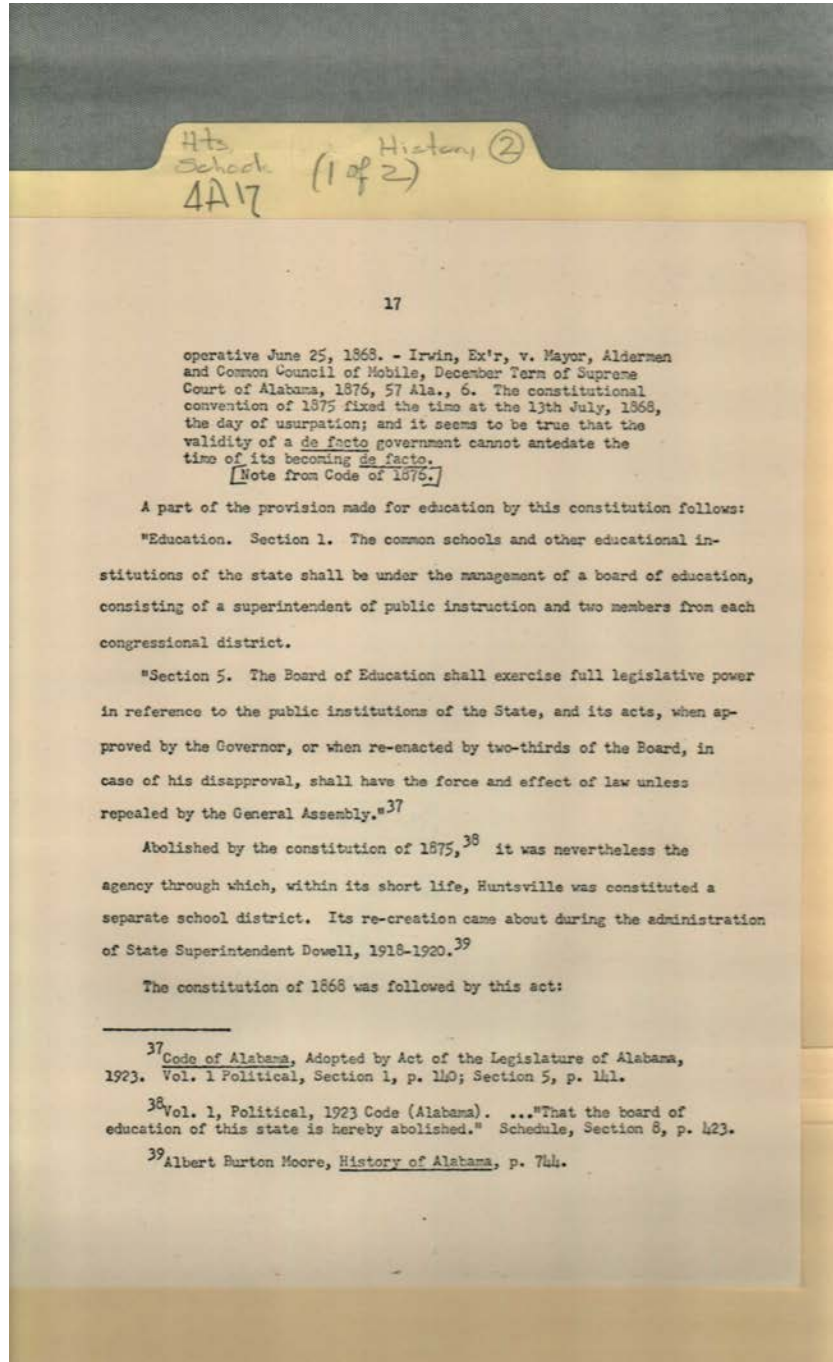 Hts. History ②
School
(1 of 2)
4A17
17
operative June 25, 1868. - Irwin, Ex'r, v. Mayor, Aldermen
and Common Council of Mobile, December Term of Supreme
Court of Alabama, 1876, 57 Ala., 6. The constitutional
convention of 1875 fixed the time at the 13th July, 1868,
the day of usurpation; and it seems to be true that the
validity of a de facto government cannot antedate the
time of its becoming de facto.
[Note from Code of 1876.]
A part of the provision made for education by this constitution follows:
"Education. Section 1. The common schools and other educational in-
stitutions of the state shall be under the management of a board of education,
consisting of a superintendent of public instruction and two members from each
congressional district.
"Section 5. The Board of Education shall exercise full legislative power
in reference to the public institutions of the State, and its acts, when ap-
proved by the Governor, or when re-enacted by two-thirds of the Board, in
case of his disapproval, shall have the force and effect of law unless
repealed by the General Assembly."37
Abolished by the constitution of 1875,38 it was nevertheless the
agency through which, within its short life, Huntsville was constituted a
separate school district. Its re-creation came about during the administration
of State Superintendent Dowell, 1918-1920.39
The constitution of 1868 was followed by this act:
37Code of Alabama, Adopted by Act of the Legislature of Alabama,
1923. Vol. 1 Political, Section 1, p. 140; Section 5, p. 141.
38Vol. 1, Political, 1923 Code (Alabama). ..."That the board of
education of this state is hereby abolished." Schedule, Section 8, p. 423.
39Albert Burton Moore, History of Alabama, p. 744.